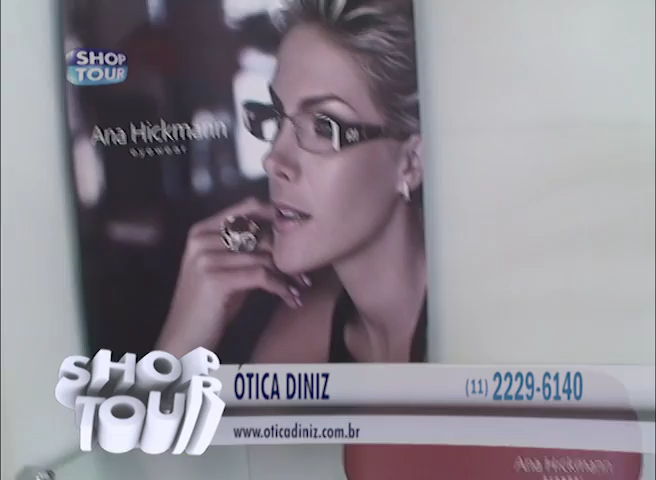 SHOP
TOUR
Ana Hickmann
eyewear
SHOP
TOUR
ÓTICA DINIZ
(11) 2229-6140
www.oticadiniz.com.br
Ana Hickmann